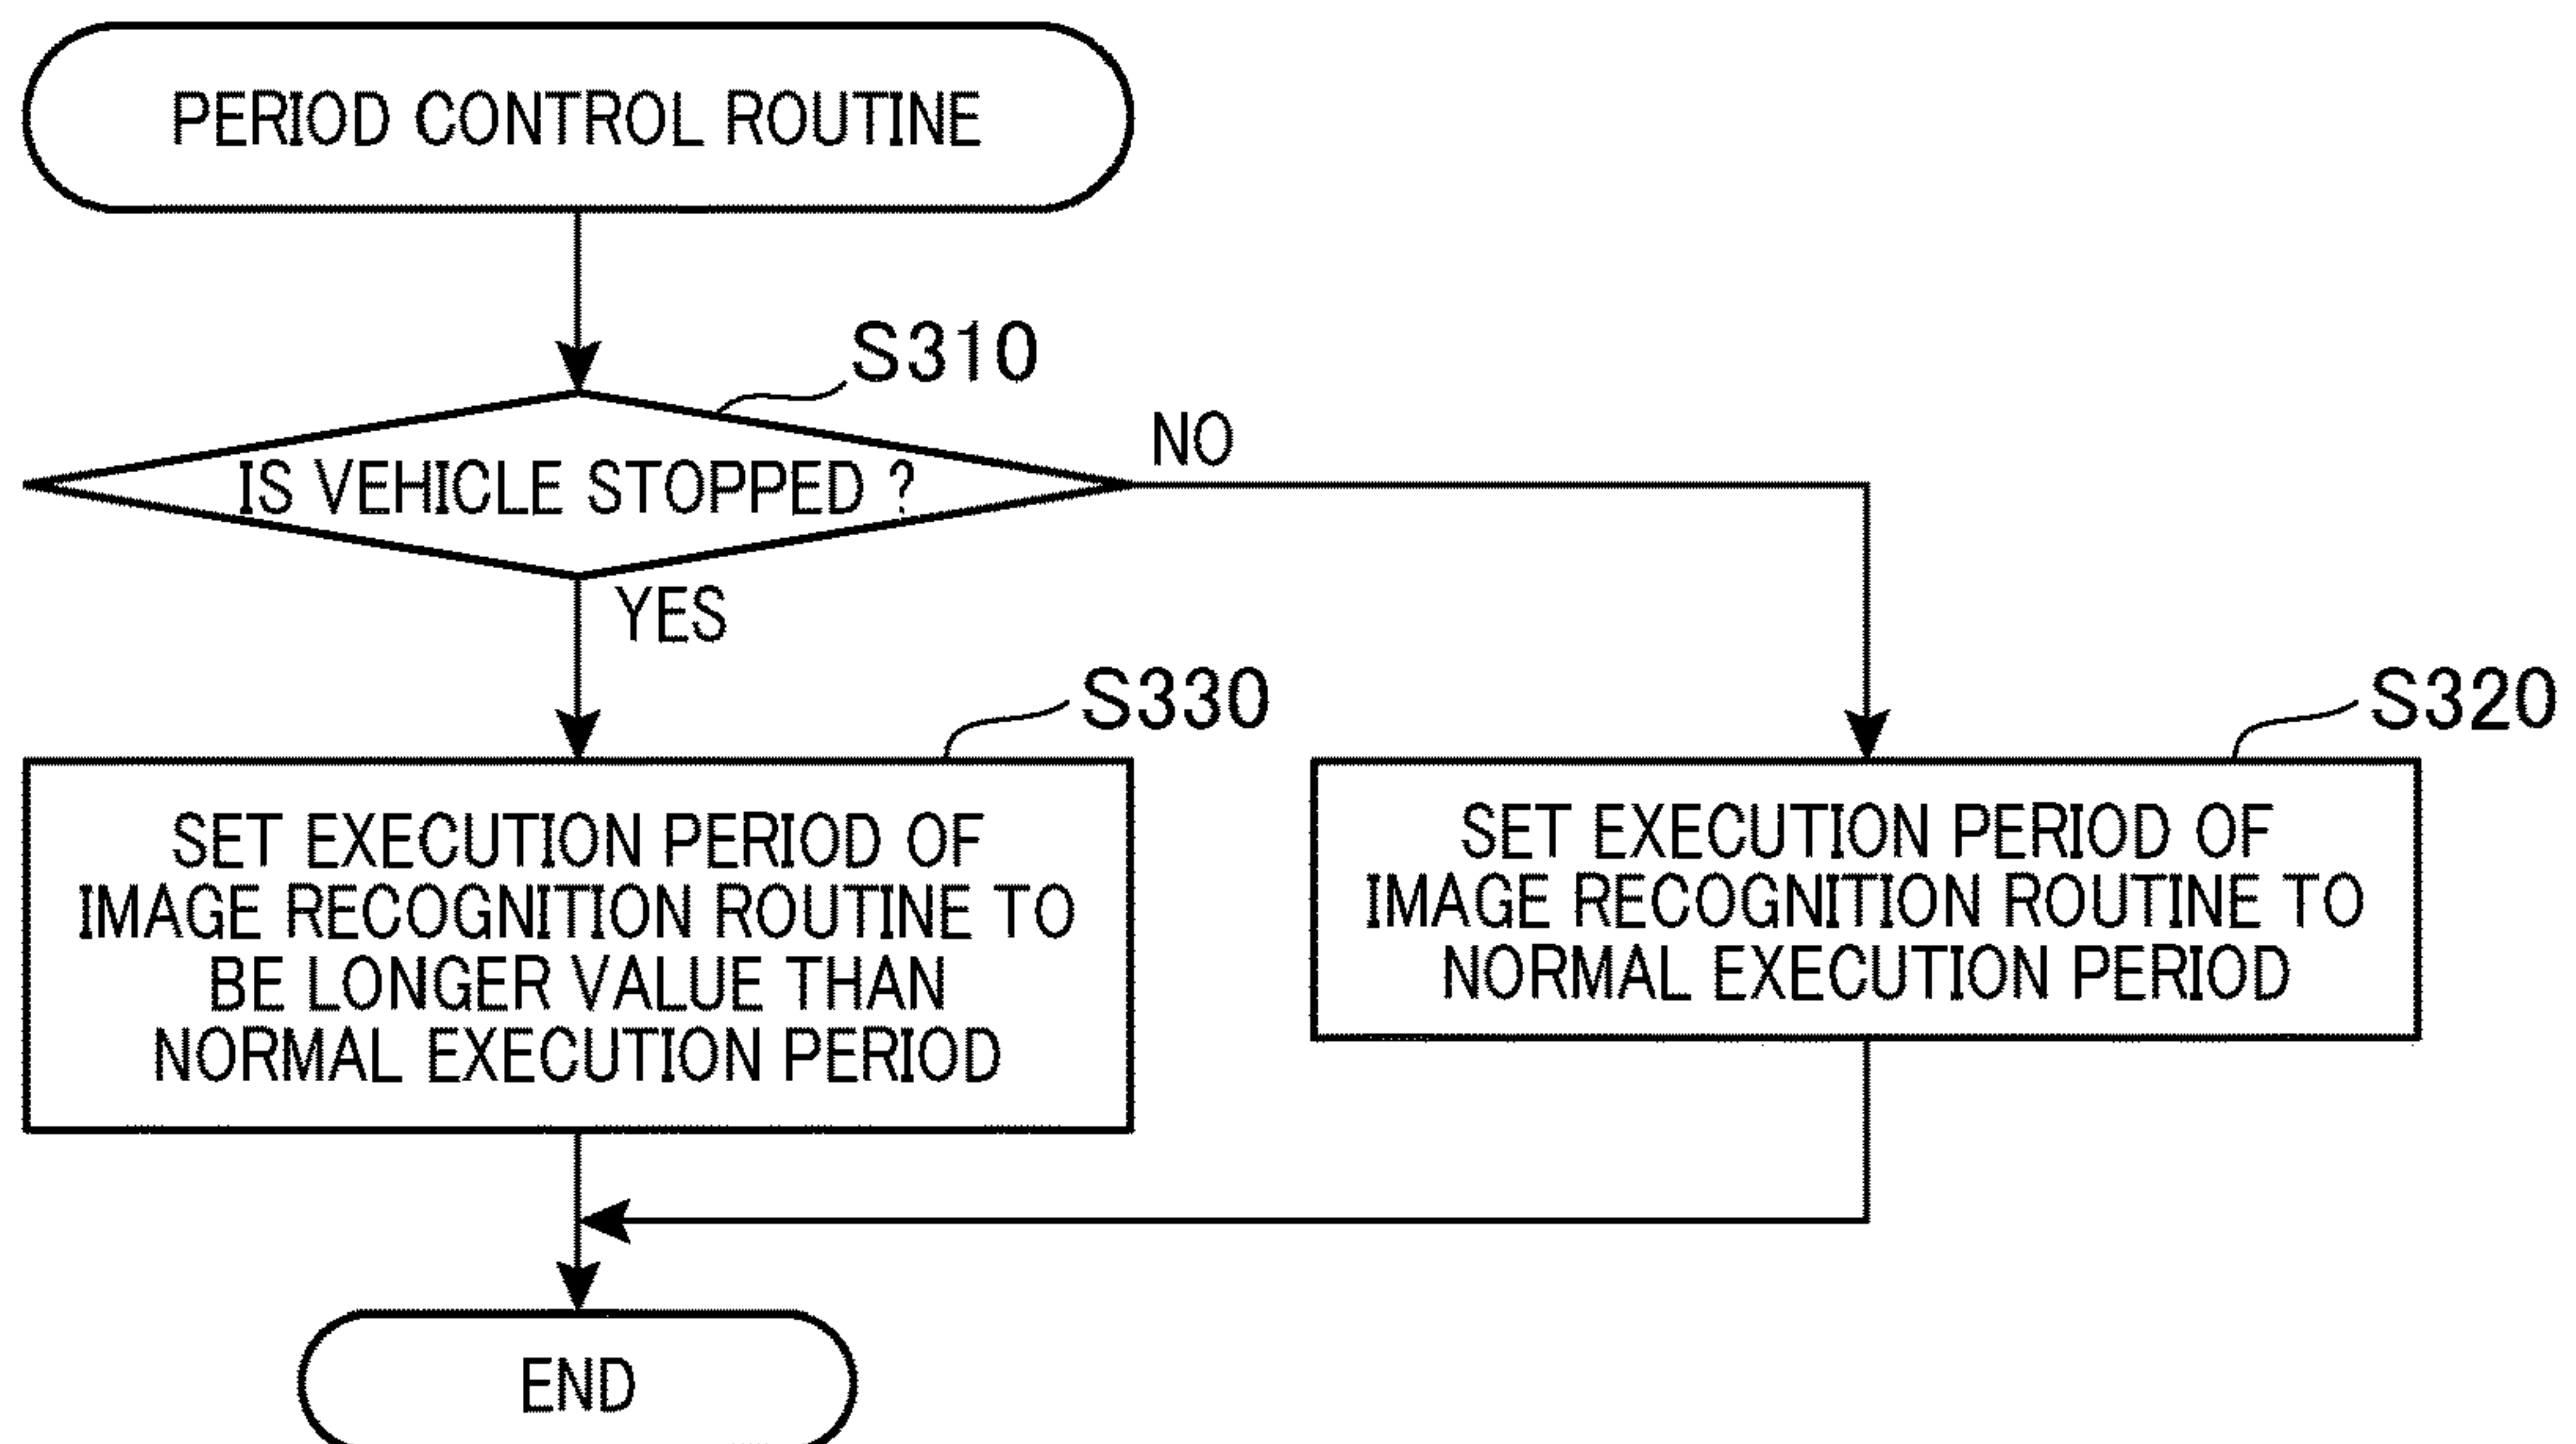 PERIOD CONTROL ROUTINE
S310
IS VEHICLE STOPPED ?
NO
YES
S330
SET EXECUTION PERIOD OF
IMAGE RECOGNITION ROUTINE TO
BE LONGER VALUE THAN
NORMAL EXECUTION PERIOD
S320
SET EXECUTION PERIOD OF
IMAGE RECOGNITION ROUTINE TO
NORMAL EXECUTION PERIOD
END